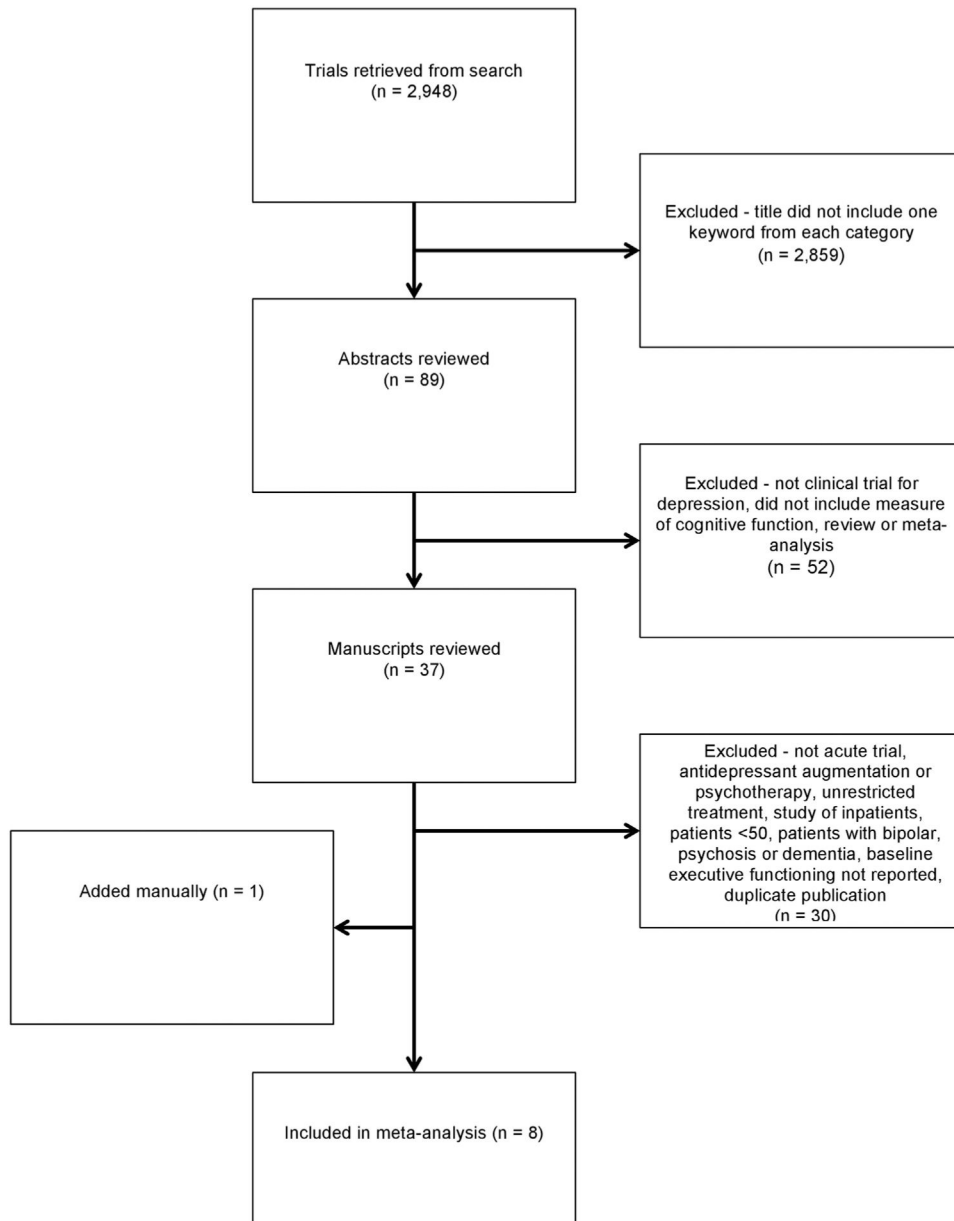 Trials retrieved from search
(n = 2,948)
Excluded - title did not include one
keyword from each category
(n = 2,859)
Abstracts reviewed
(n = 89)
Excluded - not clinical trial for
depression, did not include measure
of cognitive function, review or meta-
analysis
(n = 52)
Manuscripts reviewed
(n = 37)
Excluded - not acute trial,
antidepressant augmentation or
psychotherapy, unrestricted
treatment, study of inpatients,
patients <50, patients with bipolar,
psychosis or dementia, baseline
executive functioning not reported,
duplicate publication
(n = 30)
Added manually (n = 1)
Included in meta-analysis (n = 8)